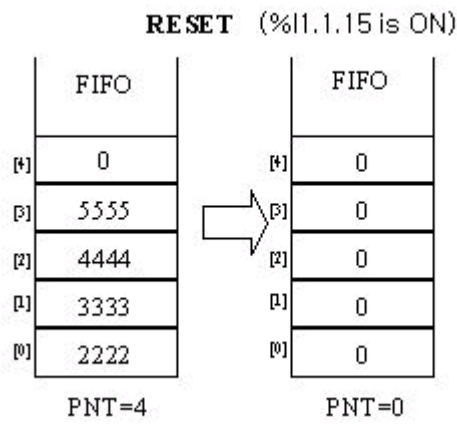 RESET (%I1.1.15 is ON)
FIFO FIFO
[4] 0 [4] 0
[3] 5555 [3] 0
[2] 4444 [2] 0
[1] 3333 [1] 0
[0] 2222 [0] 0
PNT=4 PNT=0